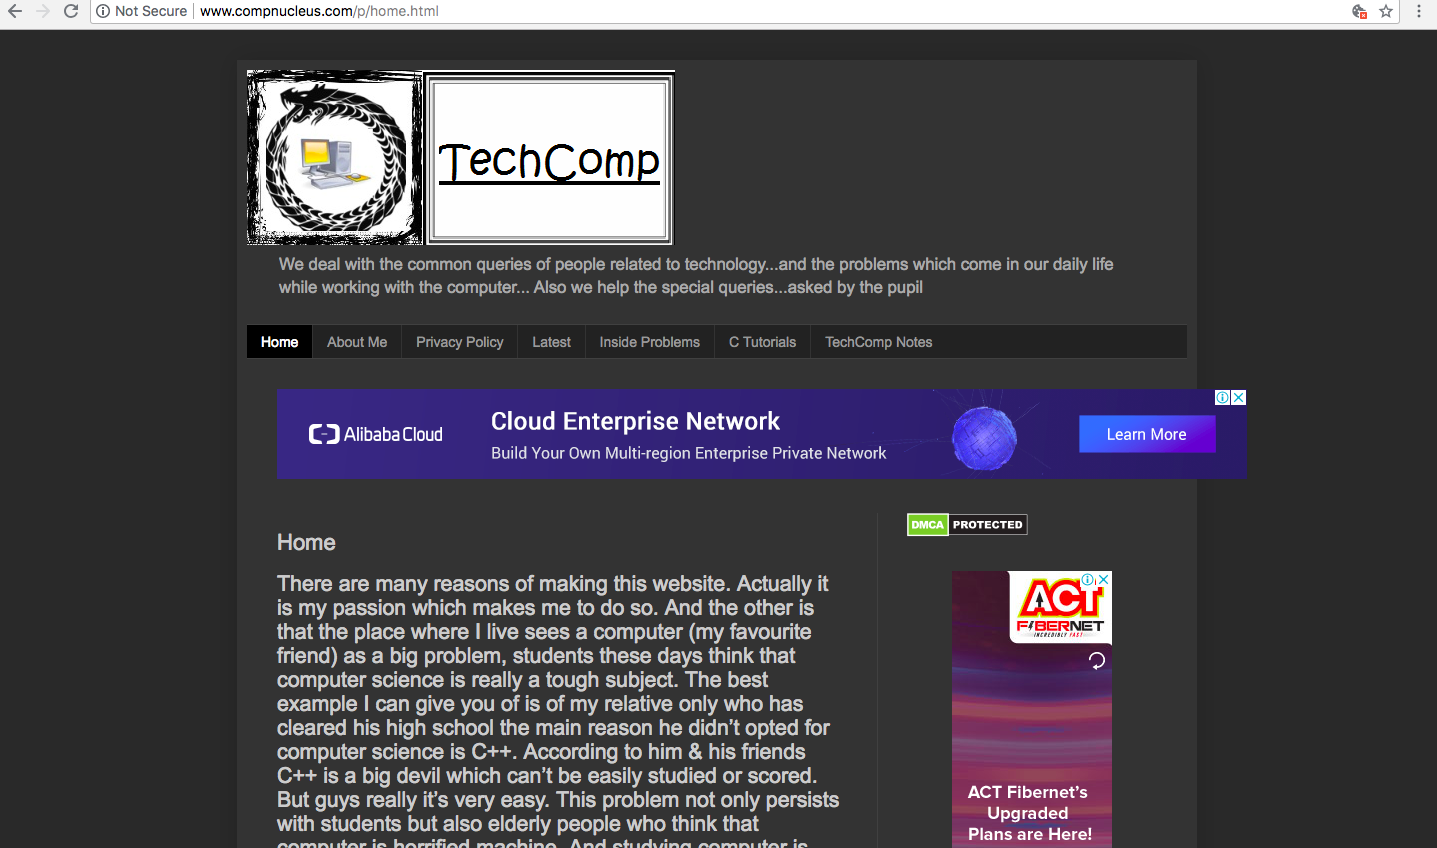 Not Secure www.compnucleus.com/p/home.html
TechComp
We deal with the common queries of people related to technology...and the problems which come in our daily life
while working with the computer... Also we help the special queries...asked by the pupil
Home About Me Privacy Policy Latest Inside Problems C Tutorials TechComp Notes
Alibaba Cloud
Cloud Enterprise Network
Build Your Own Multi-region Enterprise Private Network
Learn More
DMCA PROTECTED
Home
There are many reasons of making this website. Actually it
is my passion which makes me to do so. And the other is
that the place where I live sees a computer (my favourite
friend) as a big problem, students these days think that
computer science is really a tough subject. The best
example I can give you of is of my relative only who has
cleared his high school the main reason he didn’t opted for
computer science is C++. According to him & his friends
C++ is a big devil which can’t be easily studied or scored.
But guys really it’s very easy. This problem not only persists
with students but also elderly people who think that
computer is horrified machine. And studying computer is
ACT
FIBERNET
INCREDIBLY FAST
ACT Fibernet’s
Upgraded
Plans are Here!